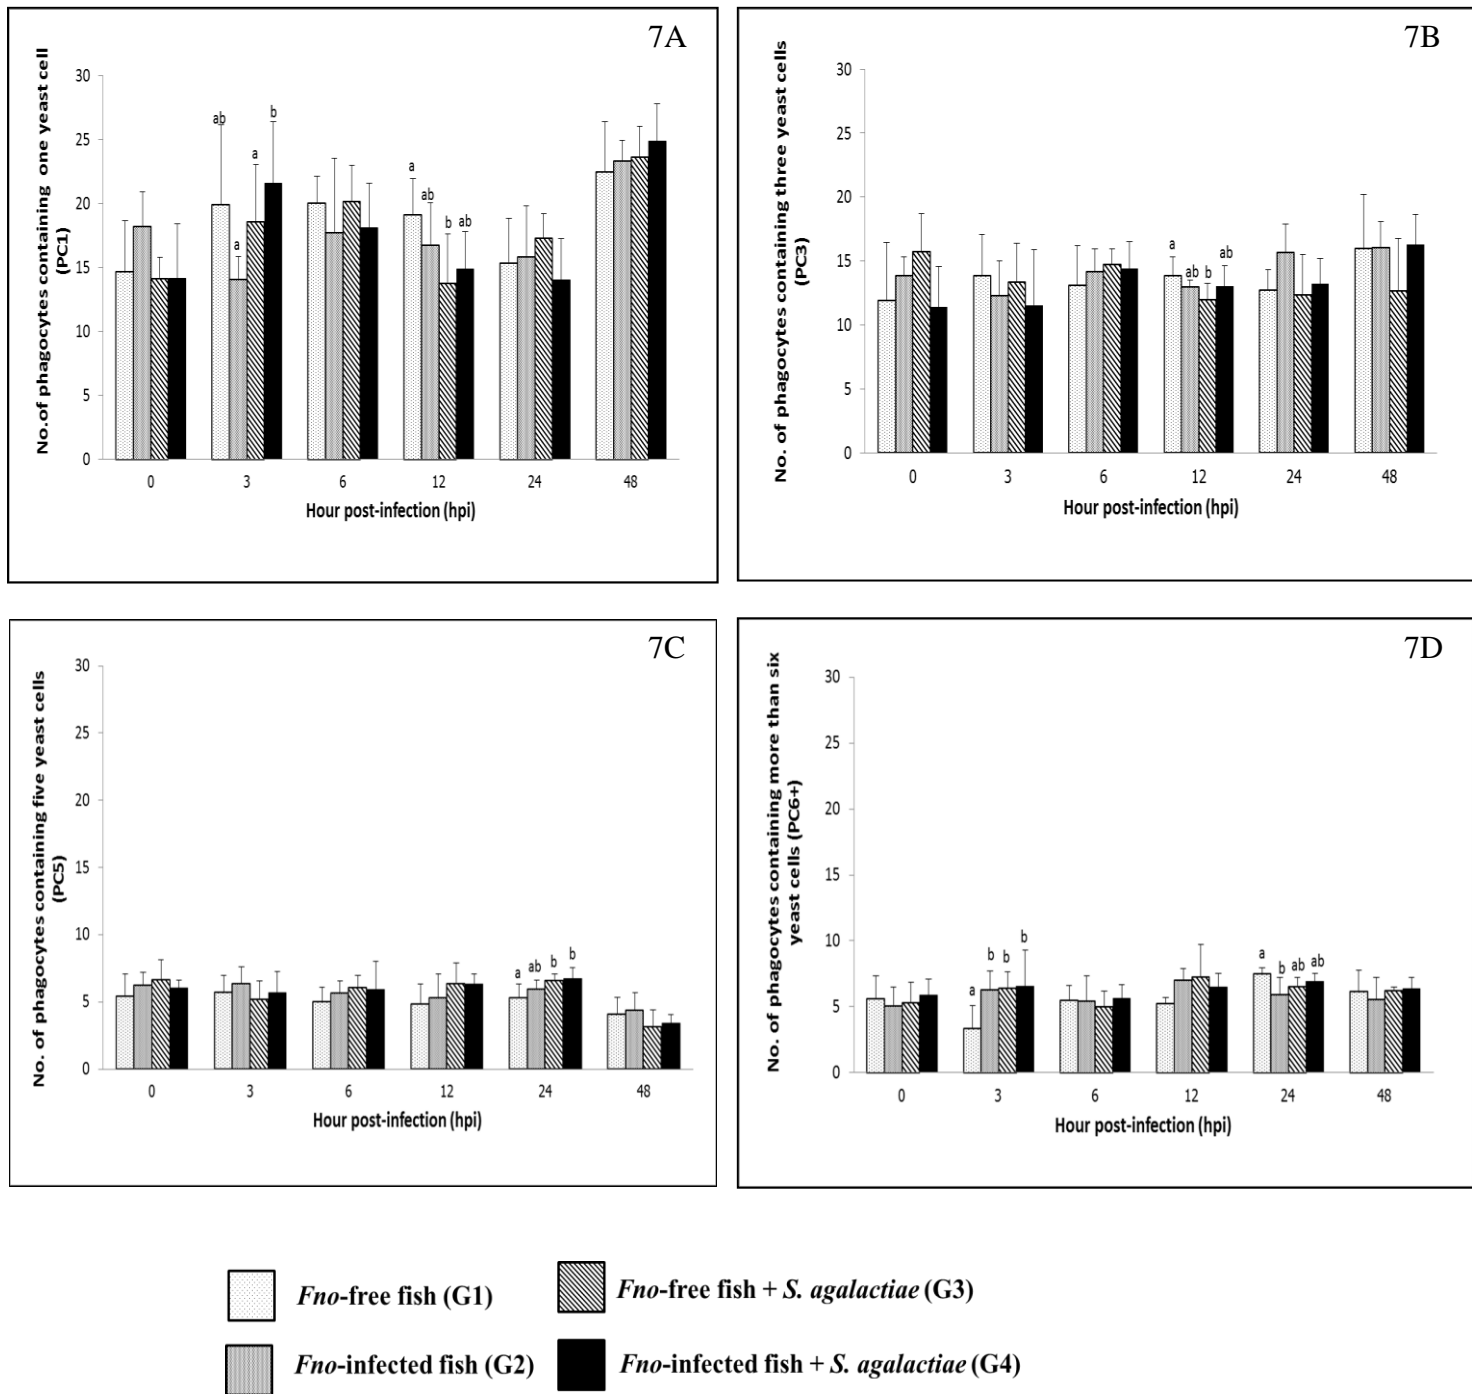 7A
No.of phagocytes containing one yeast cell
(PC1)
30
25
20
15
10
5
0
ab
a
a
b
a
ab
b
ab
0 3 6 12 24 48
Hour post-infection (hpi)
7B
No. of phagocytes containing three yeast cells
(PC3)
30
25
20
15
10
5
0
a
ab
b
ab
0 3 6 12 24 48
Hour post-infection (hpi)
7C
No. of phagocytes containing five yeast cells
(PC5)
30
25
20
15
10
5
0
a
ab
b
b
0 3 6 12 24 48
Hour post-infection (hpi)
7D
No. of phagocytes containing more than six
yeast cells (PC6+)
30
25
20
15
10
5
0
a
b
b
b
a
b
ab
ab
0 3 6 12 24 48
Hour post-infection (hpi)
Fno-free fish (G1)
Fno-free fish + S. agalactiae (G3)
Fno-infected fish (G2)
Fno-infected fish + S. agalactiae (G4)